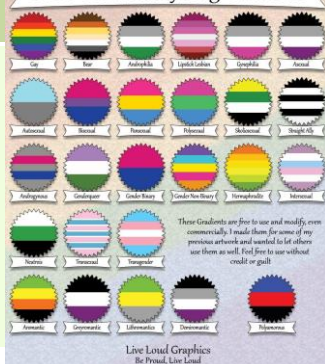 Gay Bear Androphilia Lipstick Lesbian Gynephilia Asexual
Autosexual Bisexual Pansexual Polysexual Skoliosexual Straight Ally
Androgynous Genderqueer Gender Binary Gender Non Binary Hermaphrodite Intersexual
Neutrois Transexual Transgender
These Gradients are free to use and modify, even
commercially. I made them for some of my
previous artwork and wanted to let others
use them as well. Feel free to use without
credit or guilt
Aromantic Greyromantic Lithromantics Demiromantic Polyamorous
Live Loud Graphics
Be Proud, Live Loud